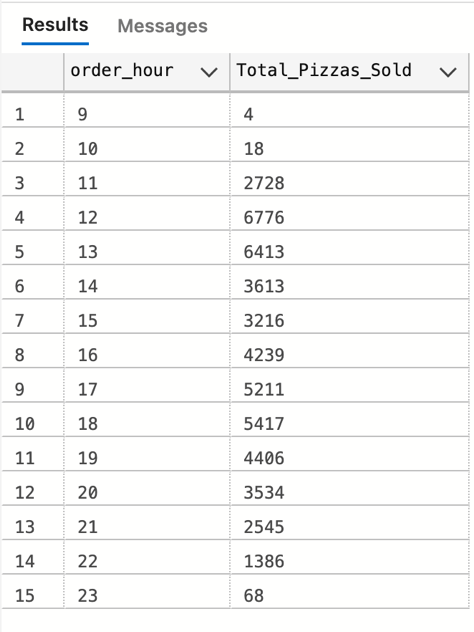 Results Messages
order_hour Total_Pizzas_Sold
1 9 4
2 10 18
3 11 2728
4 12 6776
5 13 6413
6 14 3613
7 15 3216
8 16 4239
9 17 5211
10 18 5417
11 19 4406
12 20 3534
13 21 2545
14 22 1386
15 23 68